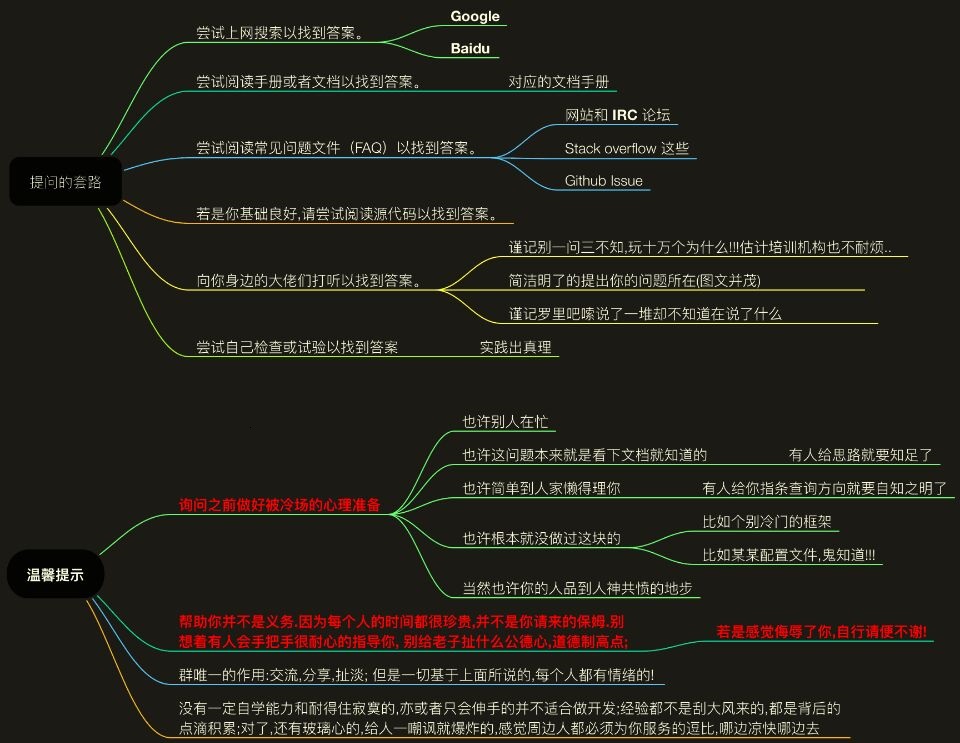 提问的套路
尝试上网搜索以找到答案。
Google
Baidu
尝试阅读手册或者文档以找到答案。
对应的文档手册
尝试阅读常见问题文件（FAQ）以找到答案。
网站和 IRC 论坛
Stack overflow 这些
Github Issue
若是你基础良好,请尝试阅读源代码以找到答案。
向你身边的大佬们打听以找到答案。
谨记别一问三不知,玩十万个为什么!!!估计培训机构也不耐烦..
简洁明了的提出你的问题所在(图文并茂)
谨记罗里吧嗦说了一堆却不知道在说了什么
尝试自己检查或试验以找到答案
实践出真理
温馨提示
询问之前做好被冷场的心理准备
也许别人在忙
也许这问题本来就是看下文档就知道的
有人给思路就要知足了
也许简单到人家懒得理你
有人给你指条查询方向就要自知之明了
也许根本就没做过这块的
比如个别冷门的框架
比如某某配置文件,鬼知道!!!
当然也许你的人品到人神共愤的地步
帮助你并不是义务.因为每个人的时间都很珍贵,并不是你请来的保姆.别
想着有人会手把手很耐心的指导你, 别给老子扯什么公德心,道德制高点;
若是感觉侮辱了你,自行请便不谢!
群唯一的作用:交流,分享,扯淡; 但是一切基于上面所说的,每个人都有情绪的!
没有一定自学能力和耐得住寂寞的,亦或者只会伸手的并不适合做开发;经验都不是刮大风来的,都是背后的
点滴积累;对了,还有玻璃心的,给人一嘲讽就爆炸的,感觉周边人都必须为你服务的逗比,哪边凉快哪边去